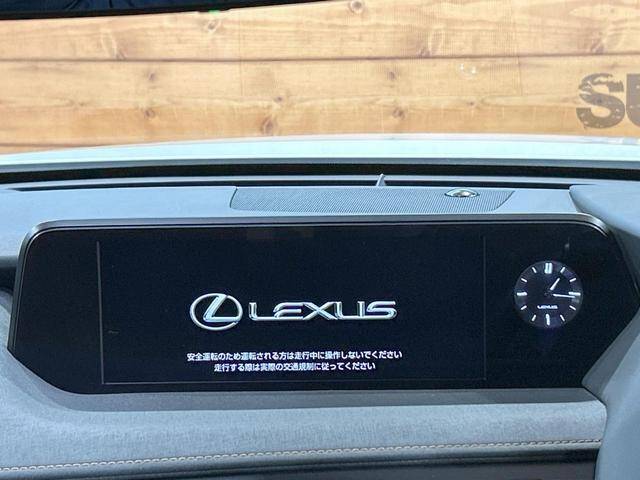 SU
LEXUS
LEXUS
安全運転のため運転される方は走行中に操作しないでください
走行する際は実際の交通規制に従ってください